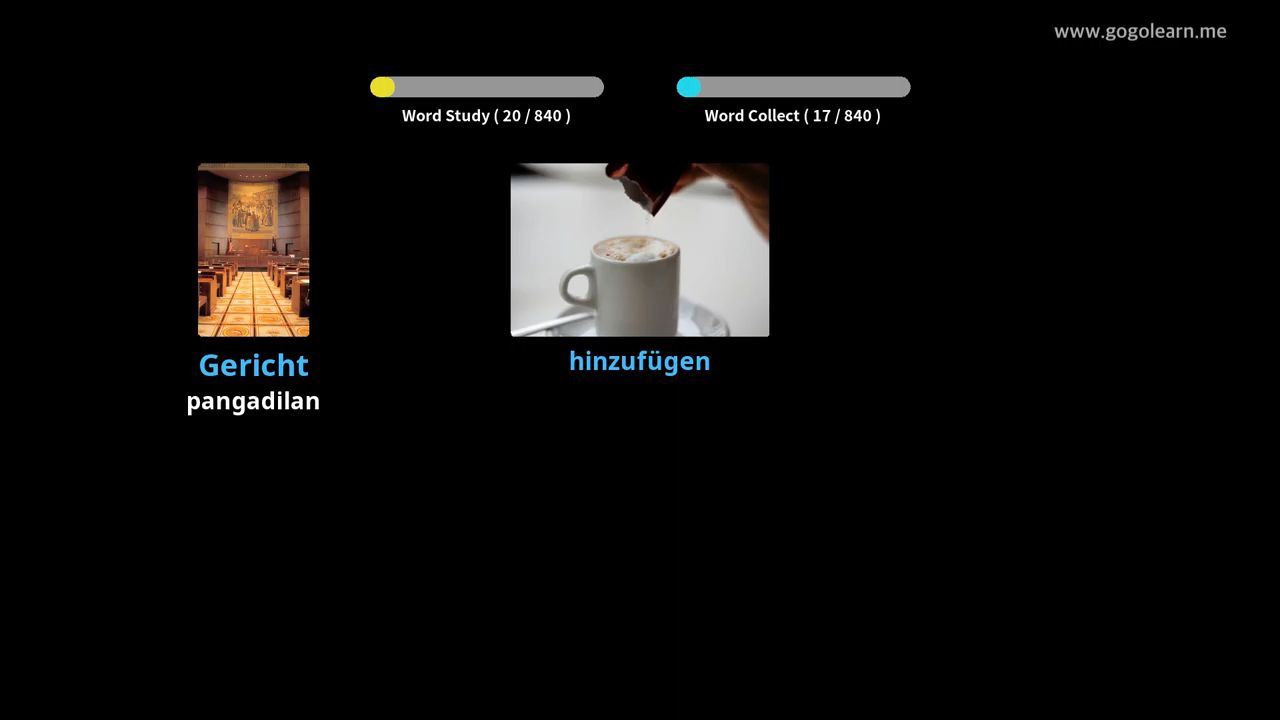 www.gogolearn.me
Word Study ( 20 / 840 )
Word Collect ( 17 / 840 )
Gericht
pangadilan
hinzufügen